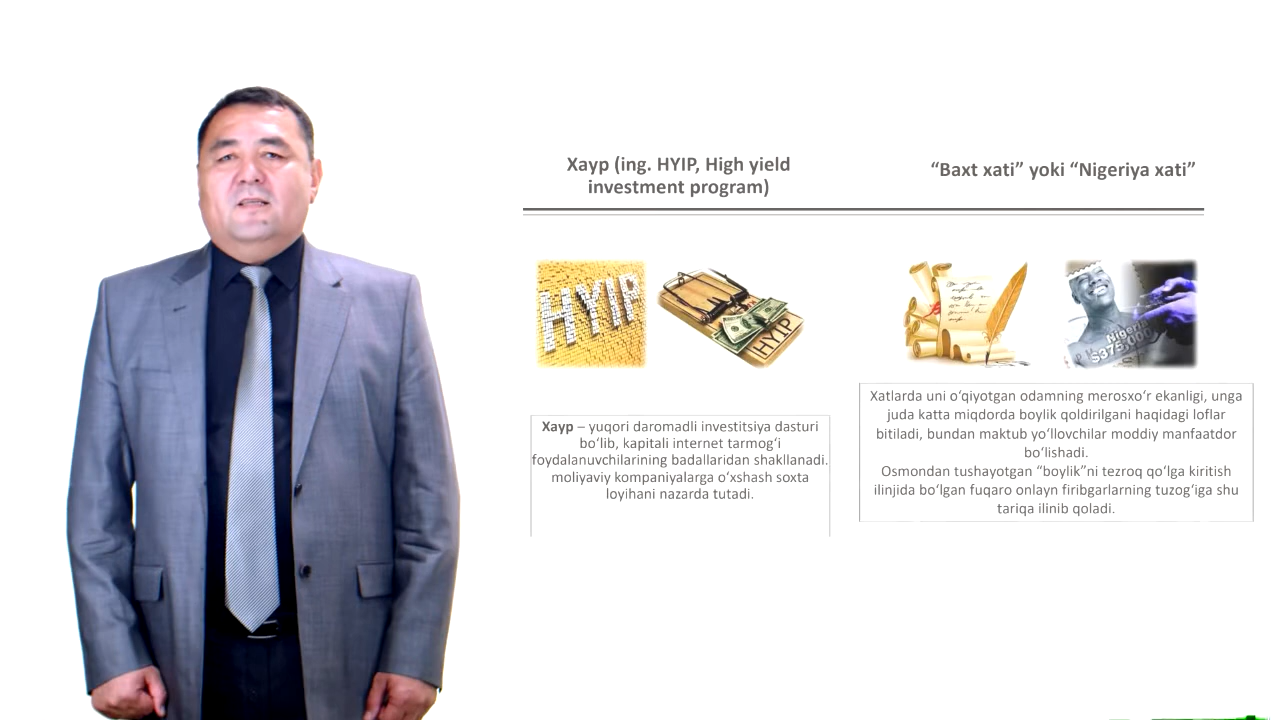 Xayp (ing. HYIP, High yield
investment program)
“Baxt xati” yoki “Nigeriya xati”
HYIP
HYIP
Nigeria
$375,000
Xayp – yuqori daromadli investitsiya dasturi
bo‘lib, kapitali internet tarmog‘i
foydalanuvchilarining badallaridan shakllanadi.
moliyaviy kompaniyalarga o‘xshash soxta
loyihani nazarda tutadi.
Xatlarda uni o‘qiyotgan odamning merosxo‘r ekanligi, unga
juda katta miqdorda boylik qoldirilgani haqidagi loflar
bitiladi, bundan maktub yo‘llovchilar moddiy manfaatdor
bo‘lishadi.
Osmondan tushayotgan “boylik”ni tezroq qo‘lga kiritish
ilinjida bo‘lgan fuqaro onlayn firibgarlarning tuzog‘iga shu
tariqa ilinib qoladi.